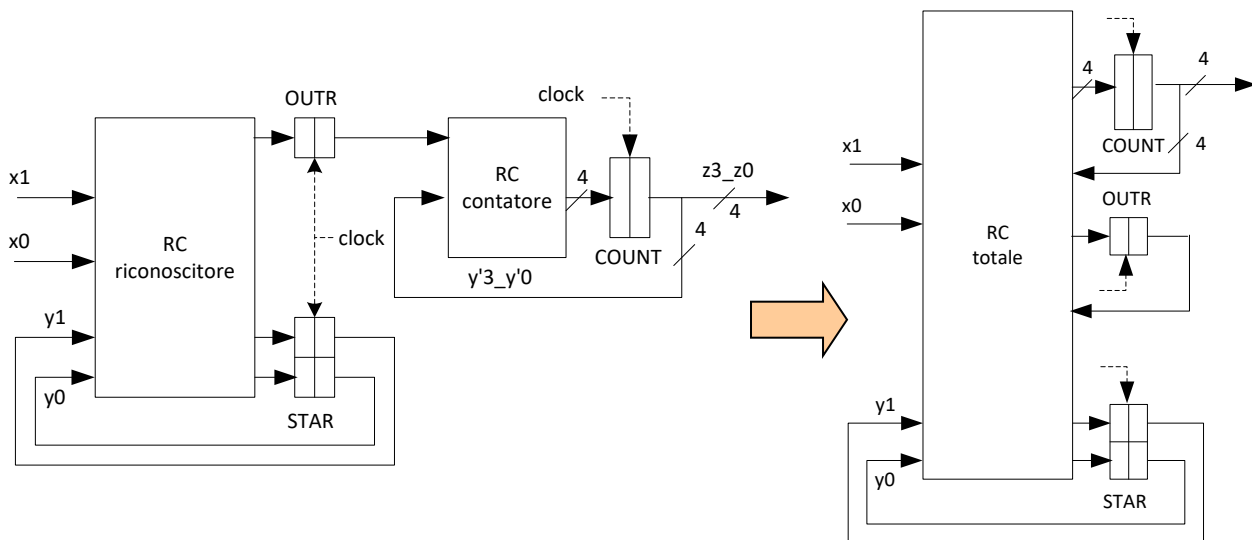 OUTR
clock
x1
x0
RC
riconoscitore
clock
y1
y0
STAR
RC
contatore
4
COUNT
z3_z0
4
4
y'3_y'0
x1
x0
RC
totale
4
4
COUNT
4
OUTR
y1
y0
STAR